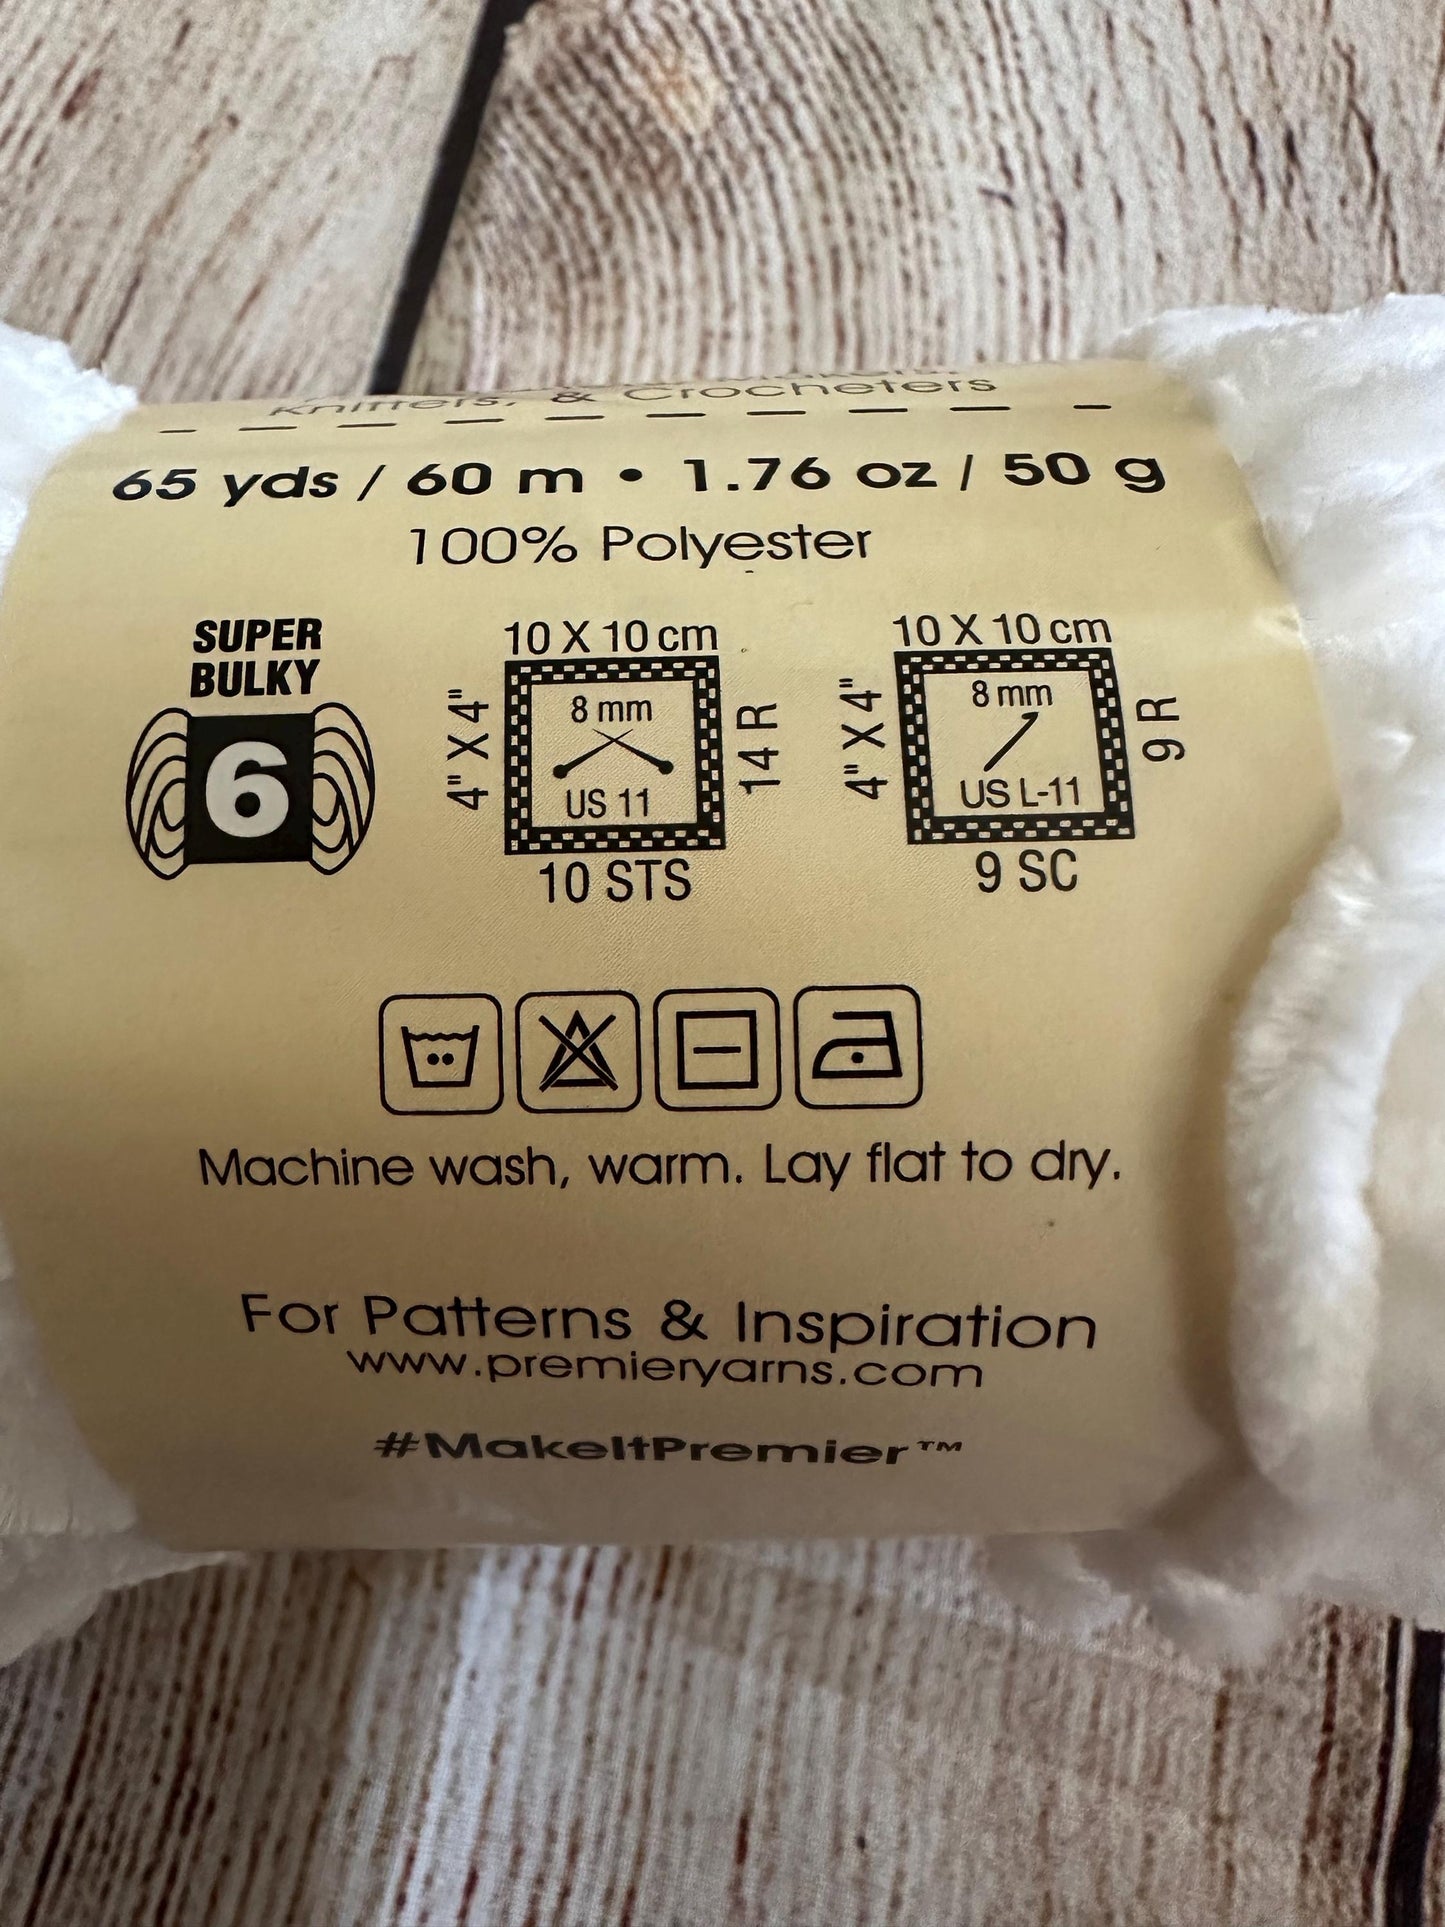 Knitters, & Crocheters
65 yds / 60 m • 1.76 oz / 50 g
100% Polyester
SUPER
BULKY
6
10 X 10 cm
4" X 4"
8 mm
US 11
14 R
10 STS
10 X 10 cm
4" X 4"
8 mm
US L-11
9 R
9 SC
Machine wash, warm. Lay flat to dry.
For Patterns & Inspiration
www.premieryarns.com
#MakeItPremier™